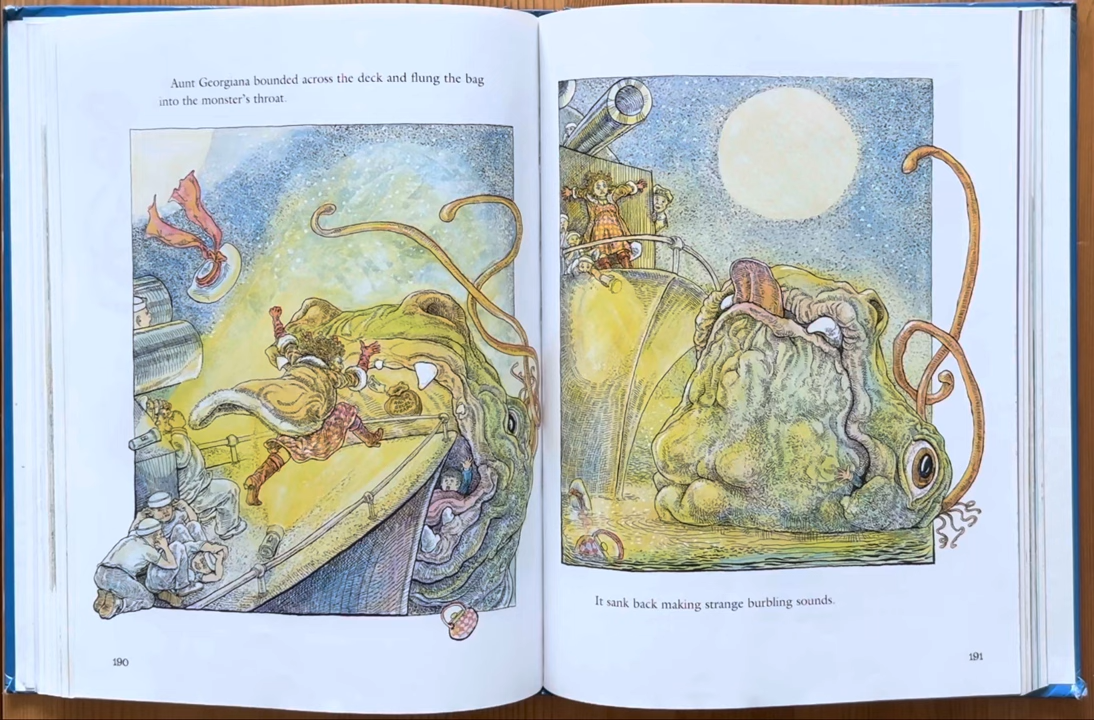 Aunt Georgiana bounded across the deck and flung the bag
into the monster's throat.
190
It sank back making strange burbling sounds.
191